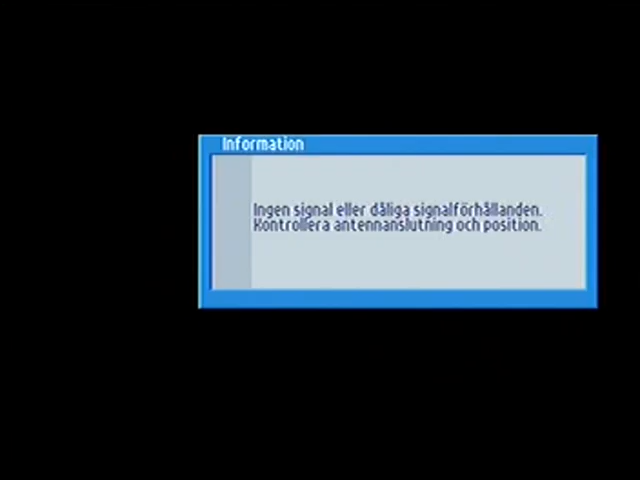 Information
Ingen signal eller dåliga signalförhållanden.
Kontrollera antennanslutning och position.